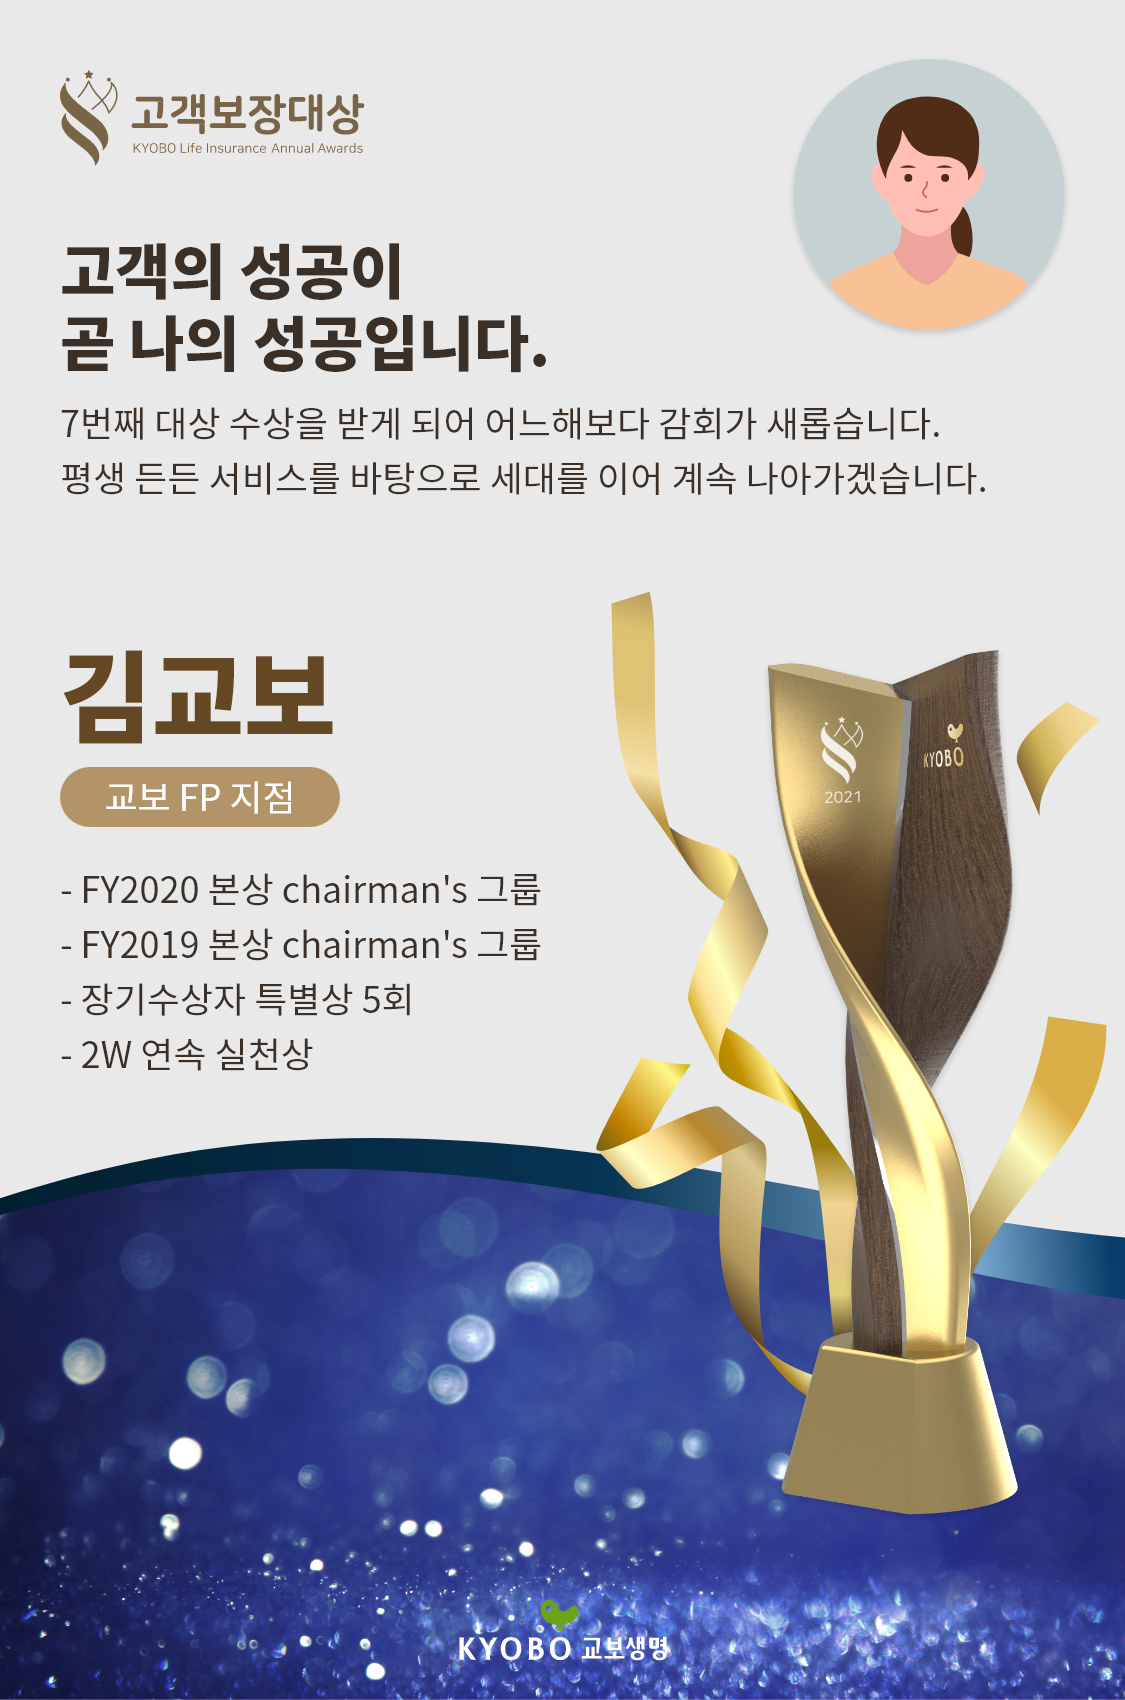 고객보장대상
KYOBO Life Insurance Annual Awards
고객의 성공이
곧 나의 성공입니다.
7번째 대상 수상을 받게 되어 어느해보다 감회가 새롭습니다.
평생 든든 서비스를 바탕으로 세대를 이어 계속 나아가겠습니다.
김교보
교보 FP 지점
- FY2020 본상 chairman's 그룹
- FY2019 본상 chairman's 그룹
- 장기수상자 특별상 5회
- 2W 연속 실천상
KYOBO
2021
KYOBO 교보생명